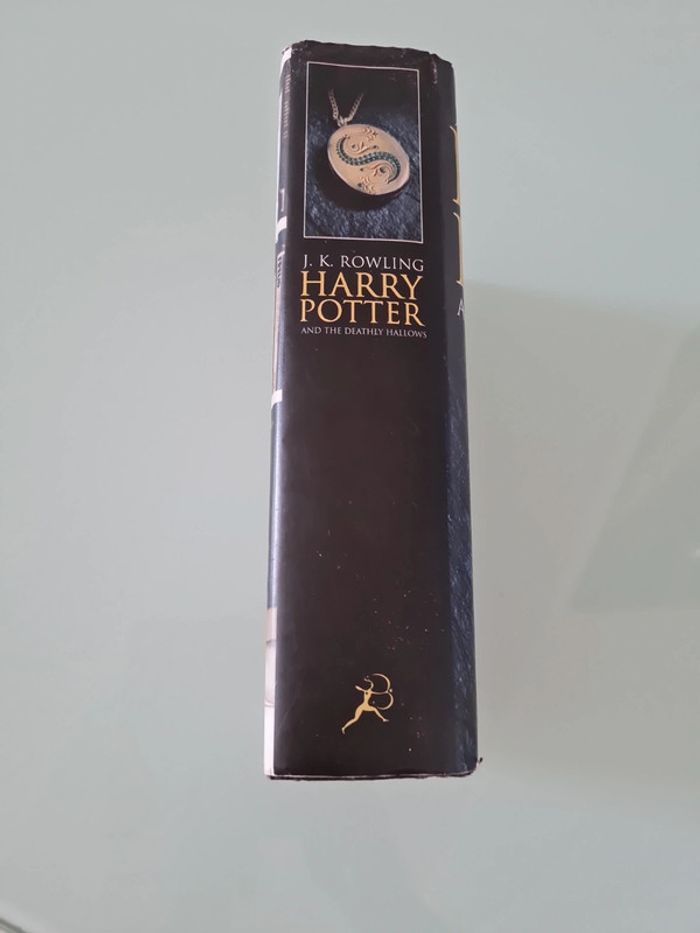 J. K. ROWLING
HARRY
POTTER
AND THE DEATHLY HALLOWS